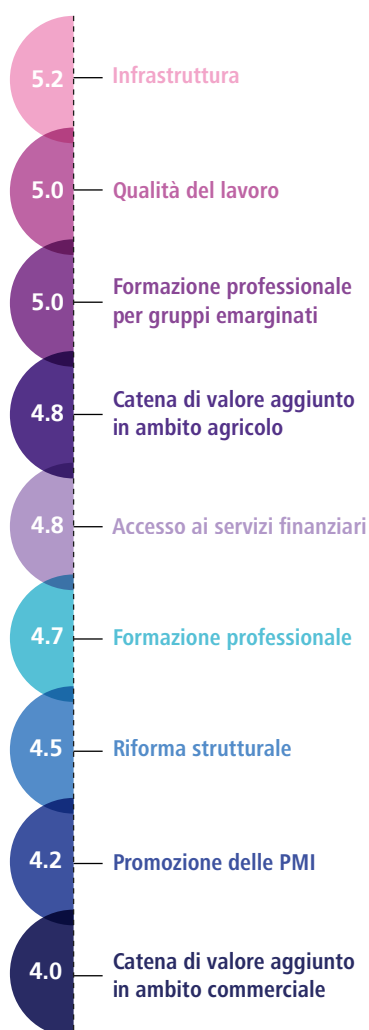 5.2 Infrastruttura
5.0 Qualità del lavoro
5.0 Formazione professionale
per gruppi emarginati
4.8 Catena di valore aggiunto
in ambito agricolo
4.8 Accesso ai servizi finanziari
4.7 Formazione professionale
4.5 Riforma strutturale
4.2 Promozione delle PMI
4.0 Catena di valore aggiunto
in ambito commerciale